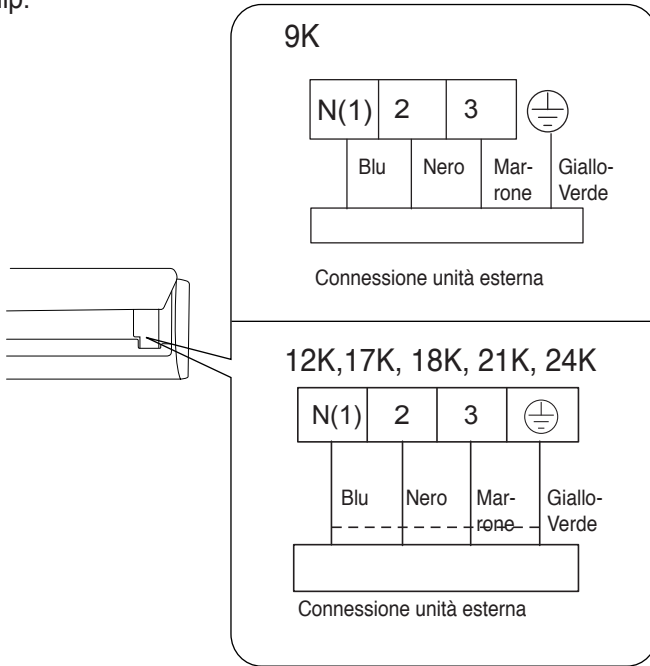 9K
N(1) 2 3
Blu Nero Mar-
rone Giallo-
Verde
Connessione unità esterna
12K,17K, 18K, 21K, 24K
N(1) 2 3
Blu Nero Mar-
rone Giallo-
Verde
Connessione unità esterna